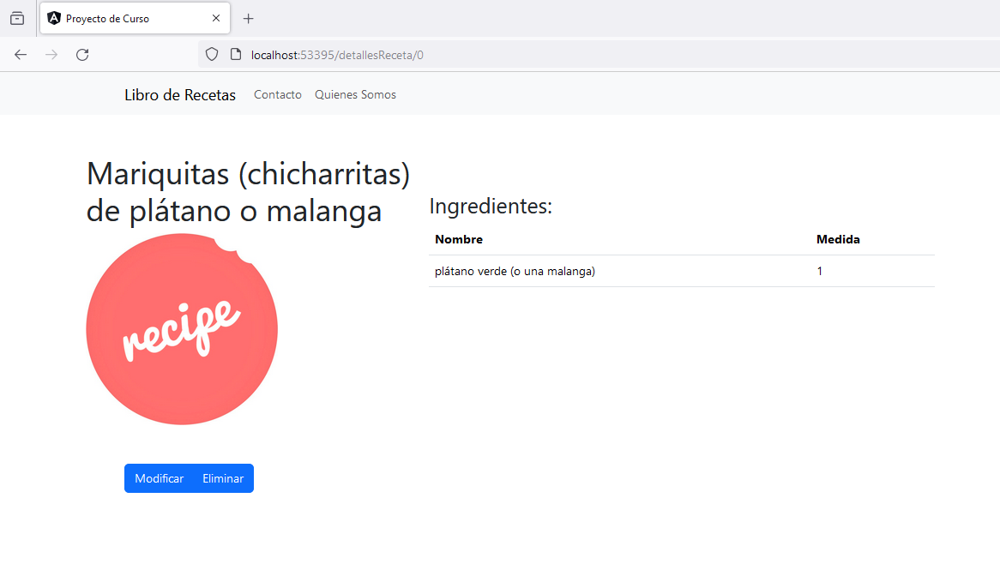 Proyecto de Curso
localhost:53395/detallesReceta/0
Libro de Recetas Contacto Quienes Somos
Mariquitas (chicharritas)
de plátano o malanga
recipe
Modificar Eliminar
Ingredientes:
Nombre Medida
plátano verde (o una malanga) 1